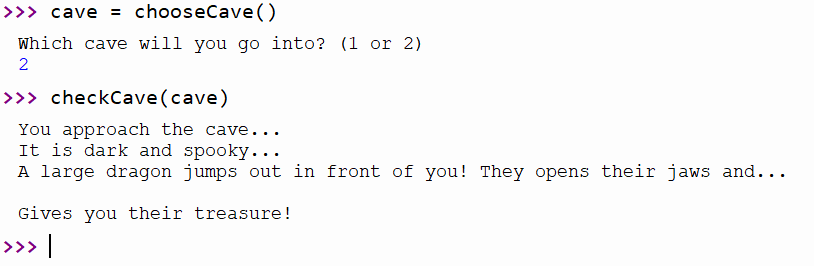 >>> cave = chooseCave()
Which cave will you go into? (1 or 2)
2
>>> checkCave(cave)
You approach the cave...
It is dark and spooky...
A large dragon jumps out in front of you! They opens their jaws and...
Gives you their treasure!
>>>